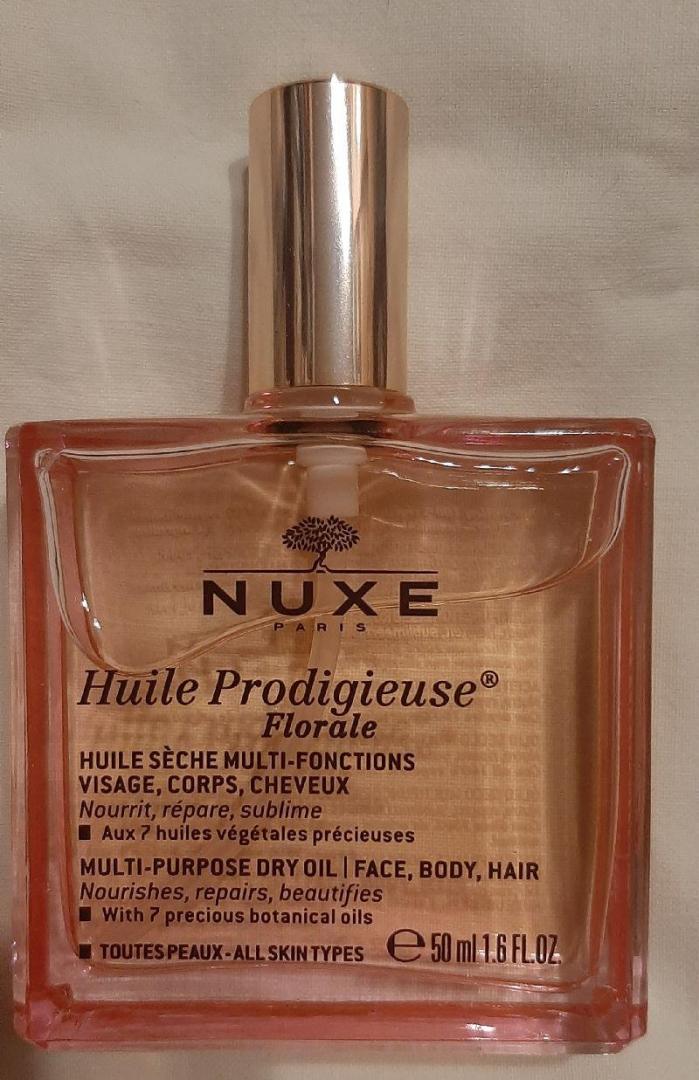 NUXE
PARIS
Huile Prodigieuse®
Florale
HUILE SÈCHE MULTI-FONCTIONS
VISAGE, CORPS, CHEVEUX
Nourrit, répare, sublime
■ Aux 7 huiles végétales précieuses
MULTI-PURPOSE DRY OIL | FACE, BODY, HAIR
Nourishes, repairs, beautifies
■ With 7 precious botanical oils
■ TOUTES PEAUX - ALL SKIN TYPES ℮ 50 ml 1.6 FL.OZ.